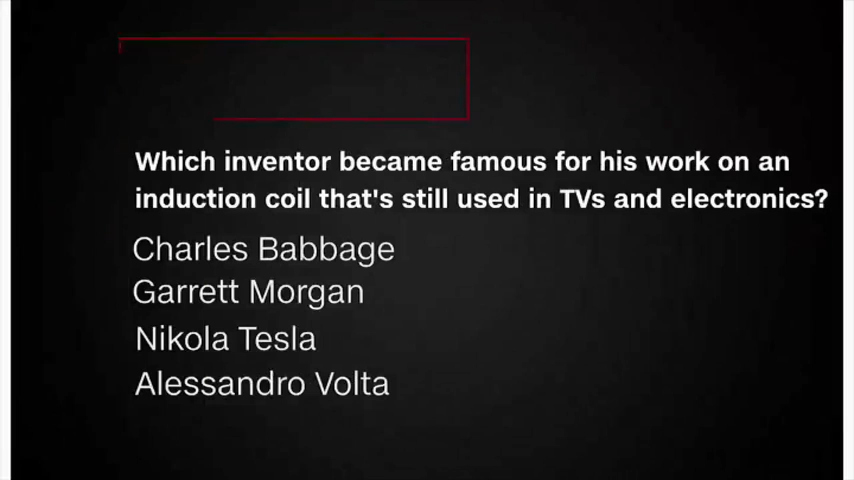 Which inventor became famous for his work on an
induction coil that's still used in TVs and electronics?
Charles Babbage
Garrett Morgan
Nikola Tesla
Alessandro Volta